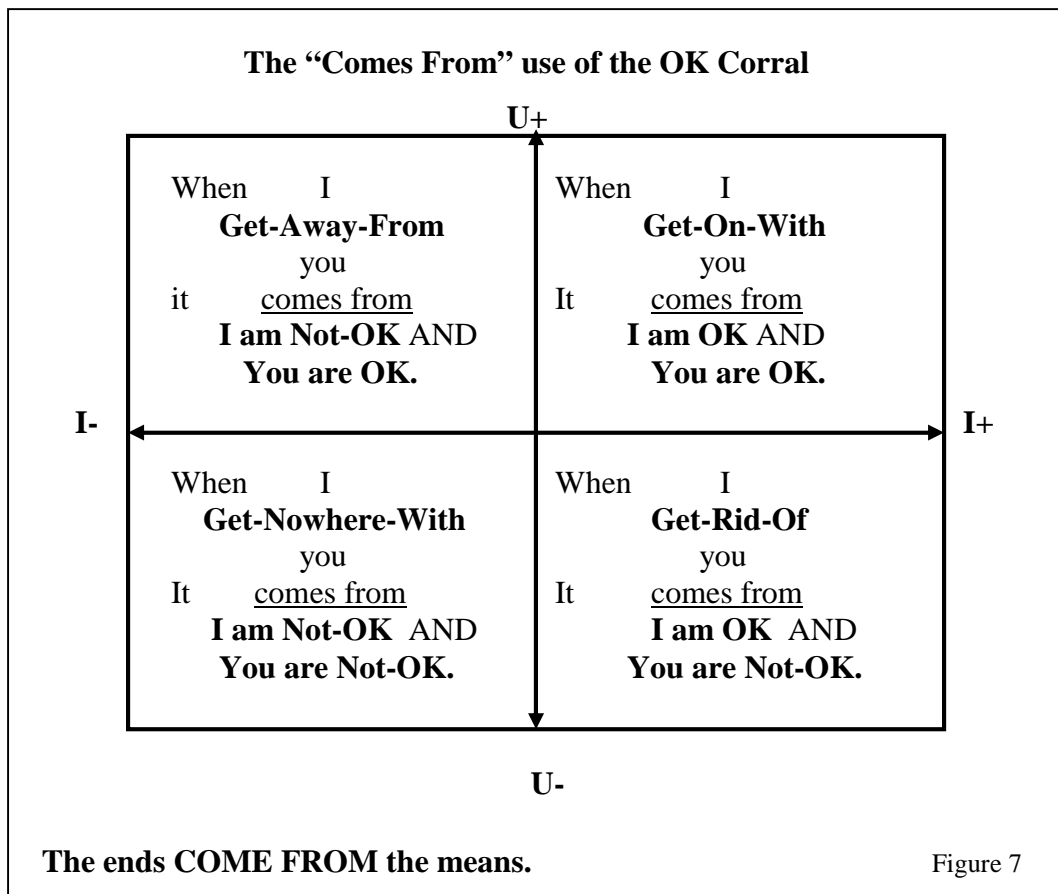 The “Comes From” use of the OK Corral
U+
When I
Get-Away-From
you
it comes from
I am Not-OK AND
You are OK.
When I
Get-On-With
you
It comes from
I am OK AND
You are OK.
I-
I+
When I
Get-Nowhere-With
you
It comes from
I am Not-OK AND
You are Not-OK.
When I
Get-Rid-Of
you
It comes from
I am OK AND
You are Not-OK.
U-
The ends COME FROM the means.
Figure 7